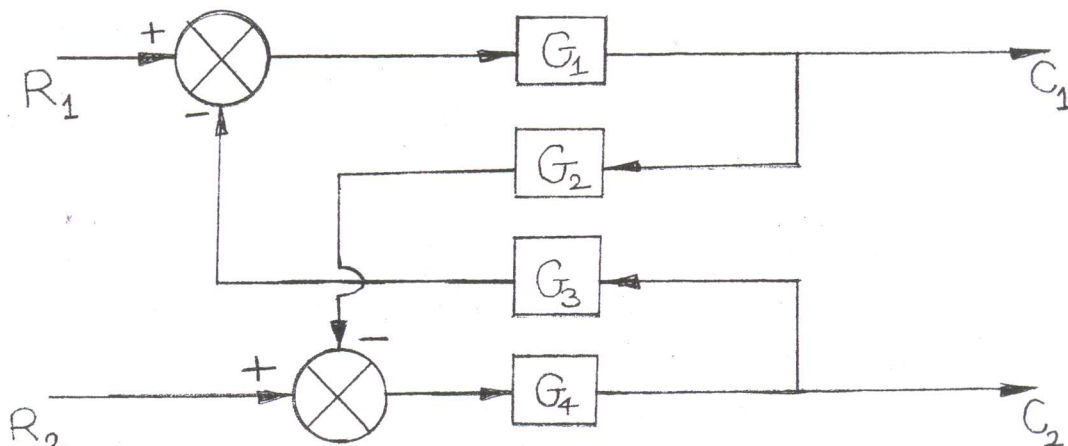 +
R₁
-
G₁
C₁
G₂
G₃
-
+
R₂
G₄
C₂